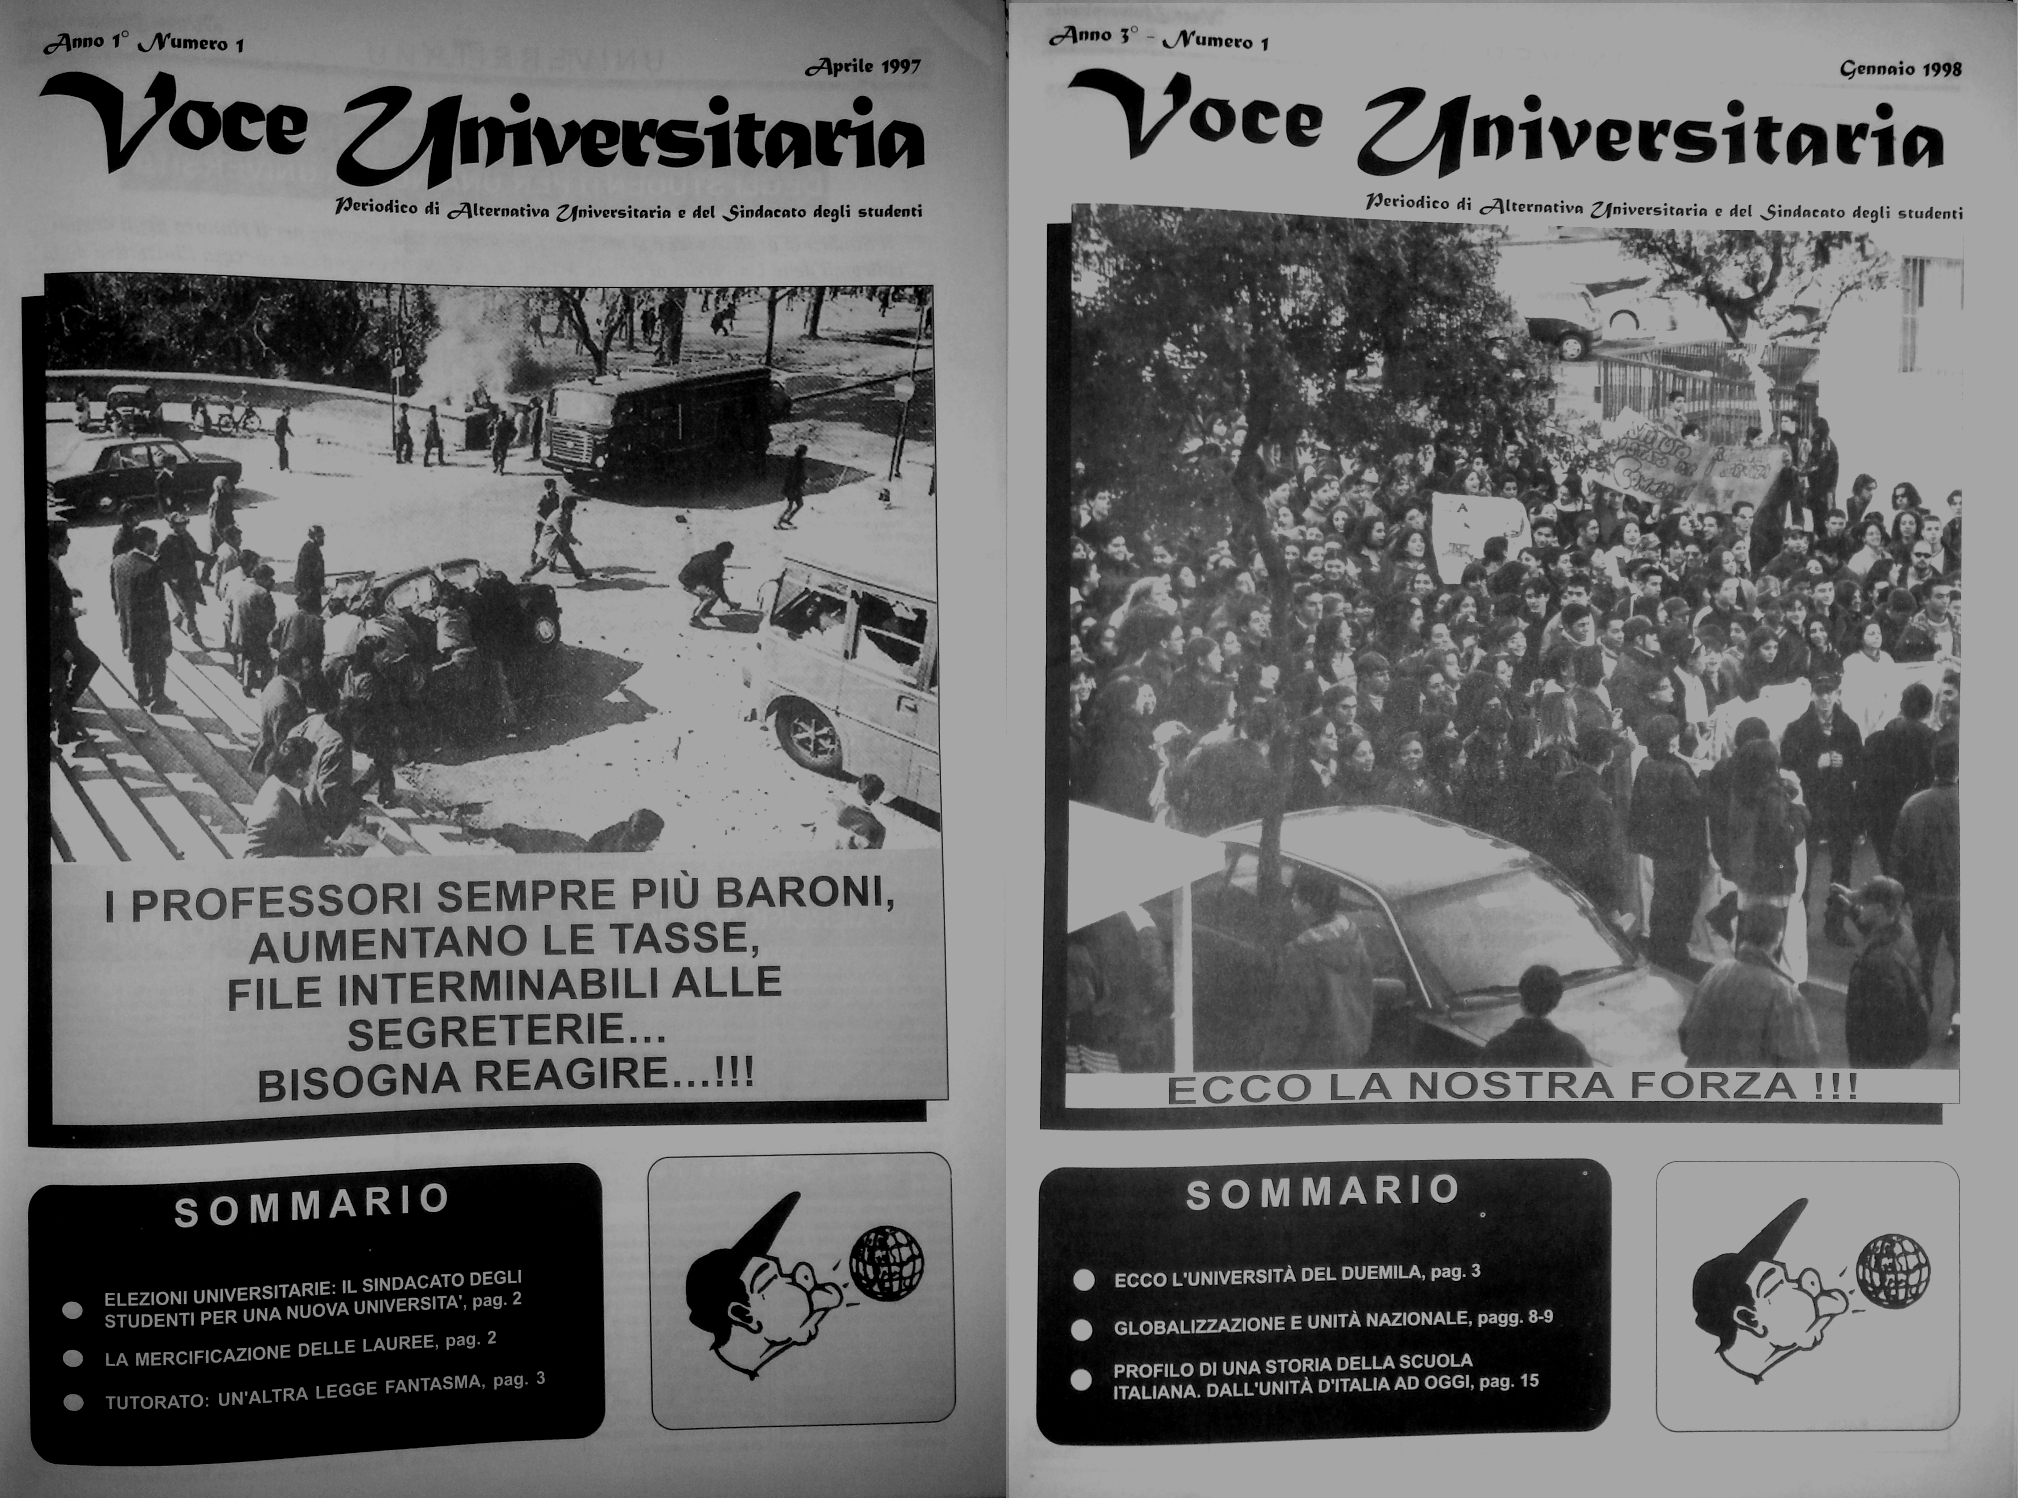 Anno 1° Numero 1
Aprile 1997
Voce Universitaria
Periodico di Alternativa Universitaria e del Sindacato degli studenti
I PROFESSORI SEMPRE PIÙ BARONI,
AUMENTANO LE TASSE,
FILE INTERMINABILI ALLE
SEGRETERIE...
BISOGNA REAGIRE...!!!
SOMMARIO
ELEZIONI UNIVERSITARIE: IL SINDACATO DEGLI
STUDENTI PER UNA NUOVA UNIVERSITA', pag. 2
LA MERCIFICAZIONE DELLE LAUREE, pag. 2
TUTORATO: UN'ALTRA LEGGE FANTASMA, pag. 3
Anno 3° - Numero 1
Gennaio 1998
Voce Universitaria
Periodico di Alternativa Universitaria e del Sindacato degli studenti
ECCO LA NOSTRA FORZA !!!
SOMMARIO
ECCO L'UNIVERSITÀ DEL DUEMILA, pag. 3
GLOBALIZZAZIONE E UNITÀ NAZIONALE, pagg. 8-9
PROFILO DI UNA STORIA DELLA SCUOLA
ITALIANA. DALL'UNITÀ D'ITALIA AD OGGI, pag. 15